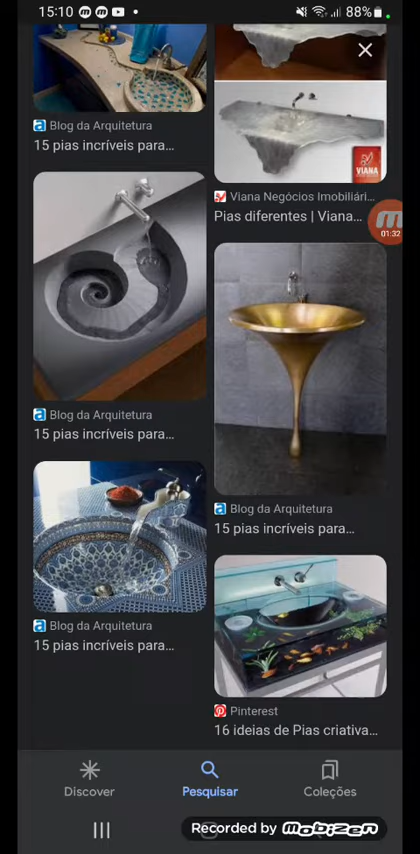 15:10
88%
Blog da Arquitetura
15 pias incríveis para...
VIANA
Viana Negócios Imobiliári...
Pias diferentes | Viana...
01:32
Blog da Arquitetura
15 pias incríveis para...
Blog da Arquitetura
15 pias incríveis para...
Blog da Arquitetura
15 pias incríveis para...
Pinterest
16 ideias de Pias criativa...
Discover
Pesquisar
Coleções
Recorded by mobizen